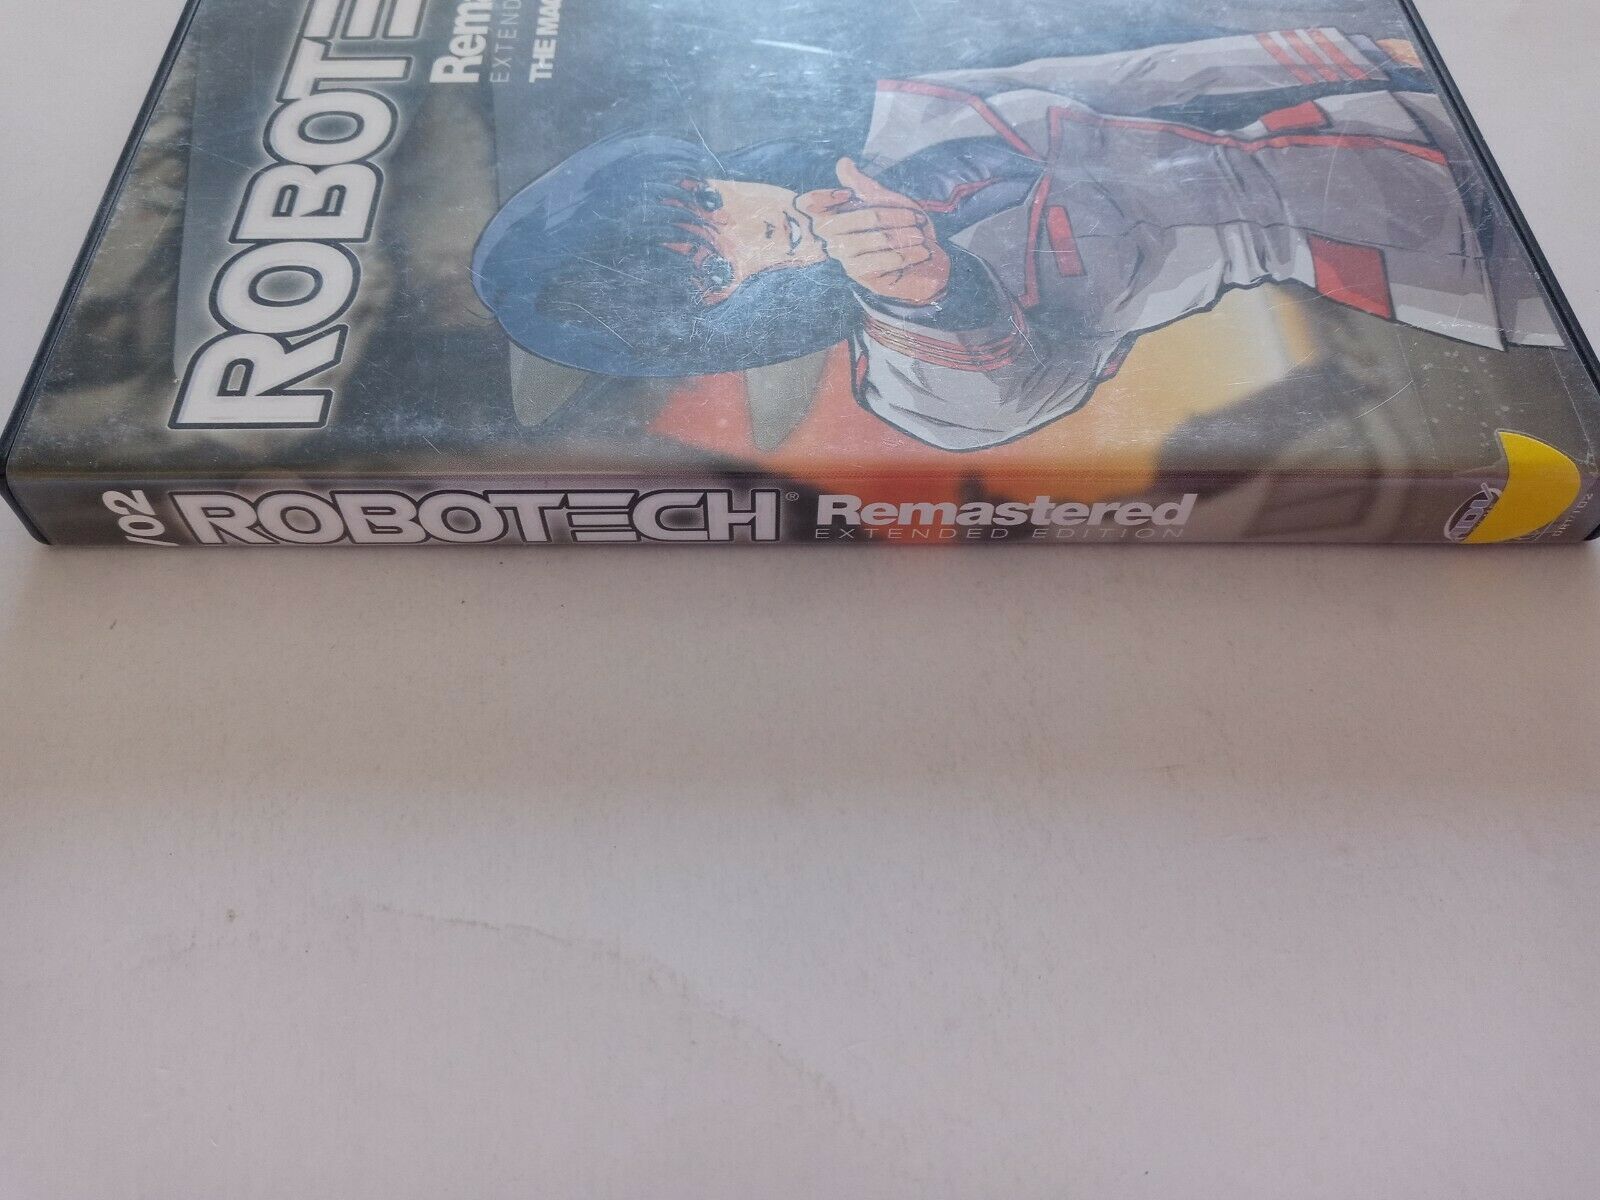 ROBOTE
Rema
EXTEND
THE MAC
/02 ROBOTECH® Remastered
EXTENDED EDITION